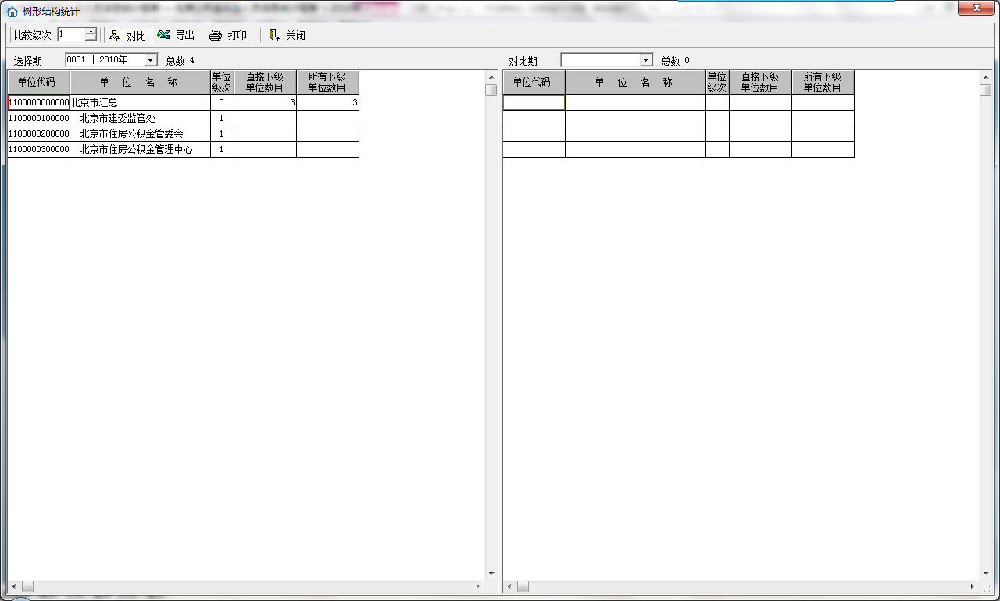 树形结构统计
比较级次 1 对比 导出 打印 关闭
选择期 0001 | 2010年 总数 4
对比期 总数 0
单位代码 单 位 名 称 单位级次 直接下级单位数目 所有下级单位数目
1100000000000 北京市汇总 0 3 3
1100000100000 北京市建委监管处 1
1100000200000 北京市住房公积金管委会 1
1100000300000 北京市住房公积金管理中心 1
单位代码 单 位 名 称 单位级次 直接下级单位数目 所有下级单位数目